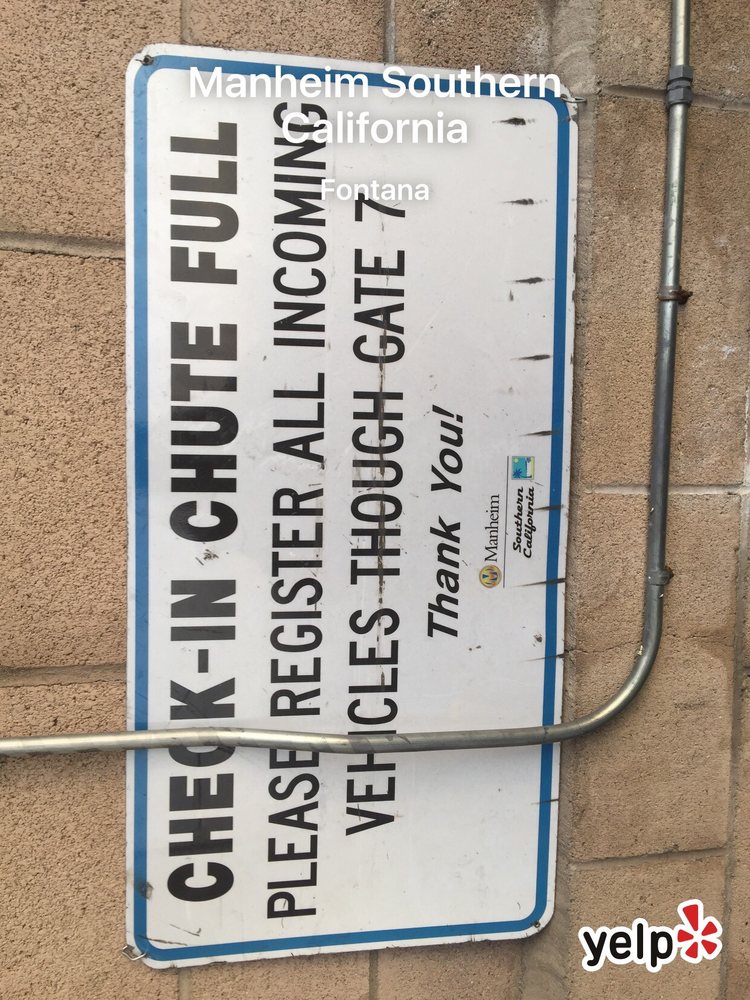 Manheim Southern
California
Fontana
CHECK-IN CHUTE FULL
PLEASE REGISTER ALL INCOMING
VEHICLES THOUGH GATE 7
Thank You!
Manheim
Southern
California
yelp